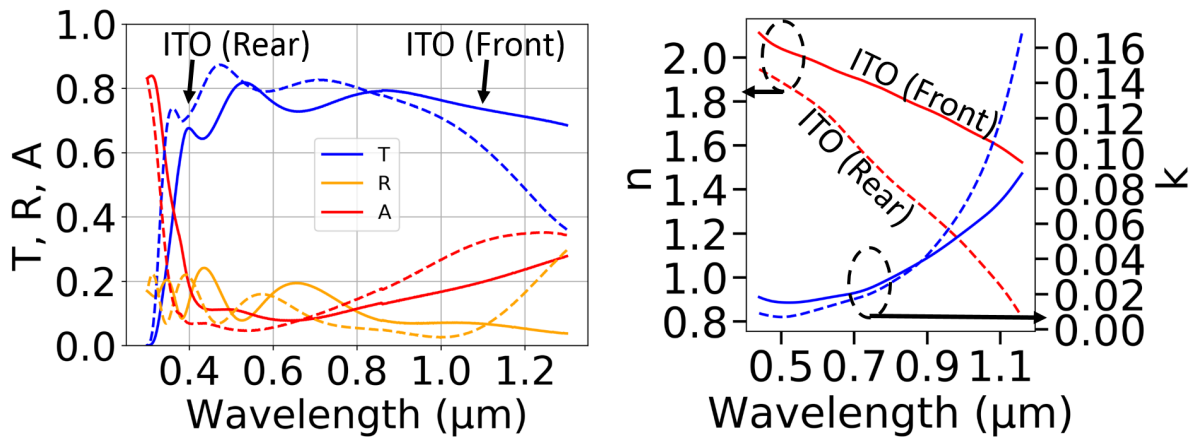 1.0
0.8
0.6
0.4
0.2
0.0
T, R, A
ITO (Rear)
ITO (Front)
T
R
A
0.4
0.6
0.8
1.0
1.2
Wavelength (μm)
2.0
1.8
1.6
1.4
1.2
1.0
0.8
n
ITO (Front)
ITO (Rear)
0.16
0.14
0.12
0.10
0.08
0.06
0.04
0.02
0.00
k
0.5
0.7
0.9
1.1
Wavelength (μm)